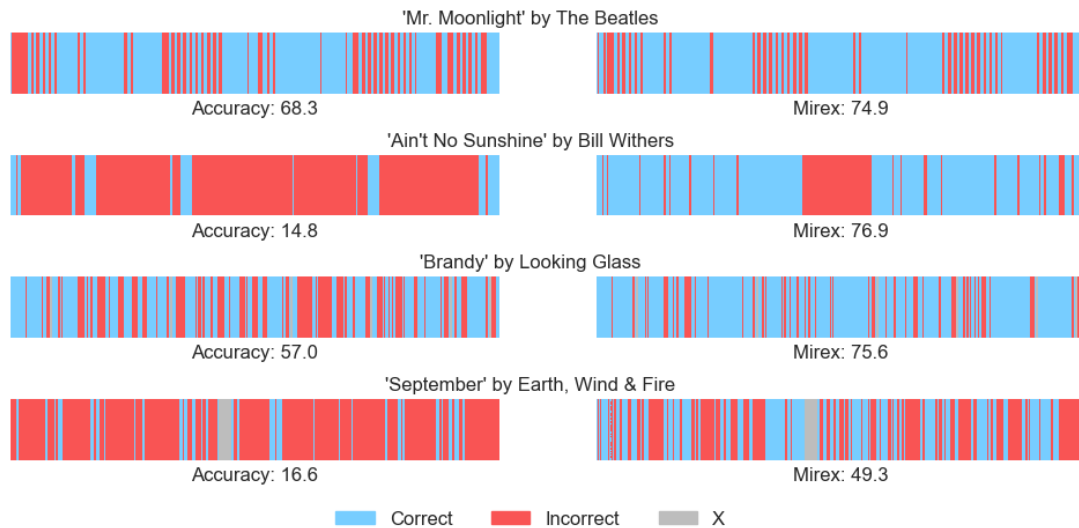 'Mr. Moonlight' by The Beatles
Accuracy: 68.3
Mirex: 74.9
'Ain't No Sunshine' by Bill Withers
Accuracy: 14.8
Mirex: 76.9
'Brandy' by Looking Glass
Accuracy: 57.0
Mirex: 75.6
'September' by Earth, Wind & Fire
Accuracy: 16.6
Mirex: 49.3
Correct
Incorrect
X